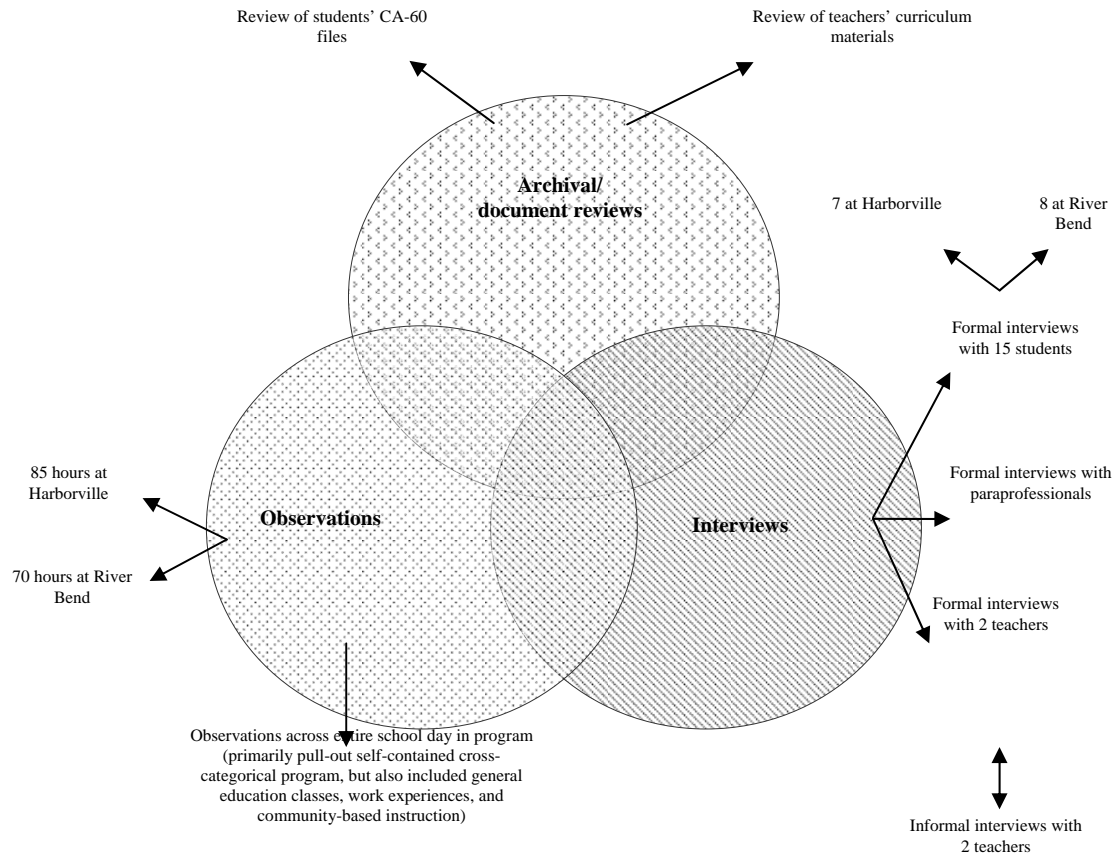 Review of students’ CA-60
files
Review of teachers’ curriculum
materials
Archival/
document reviews
7 at Harborville
8 at River
Bend
Formal interviews
with 15 students
85 hours at
Harborville
Formal interviews with
paraprofessionals
Observations
Interviews
70 hours at River
Bend
Formal interviews
with 2 teachers
Observations across entire school day in program
(primarily pull-out self-contained cross-
categorical program, but also included general
education classes, work experiences, and
community-based instruction)
Informal interviews with
2 teachers